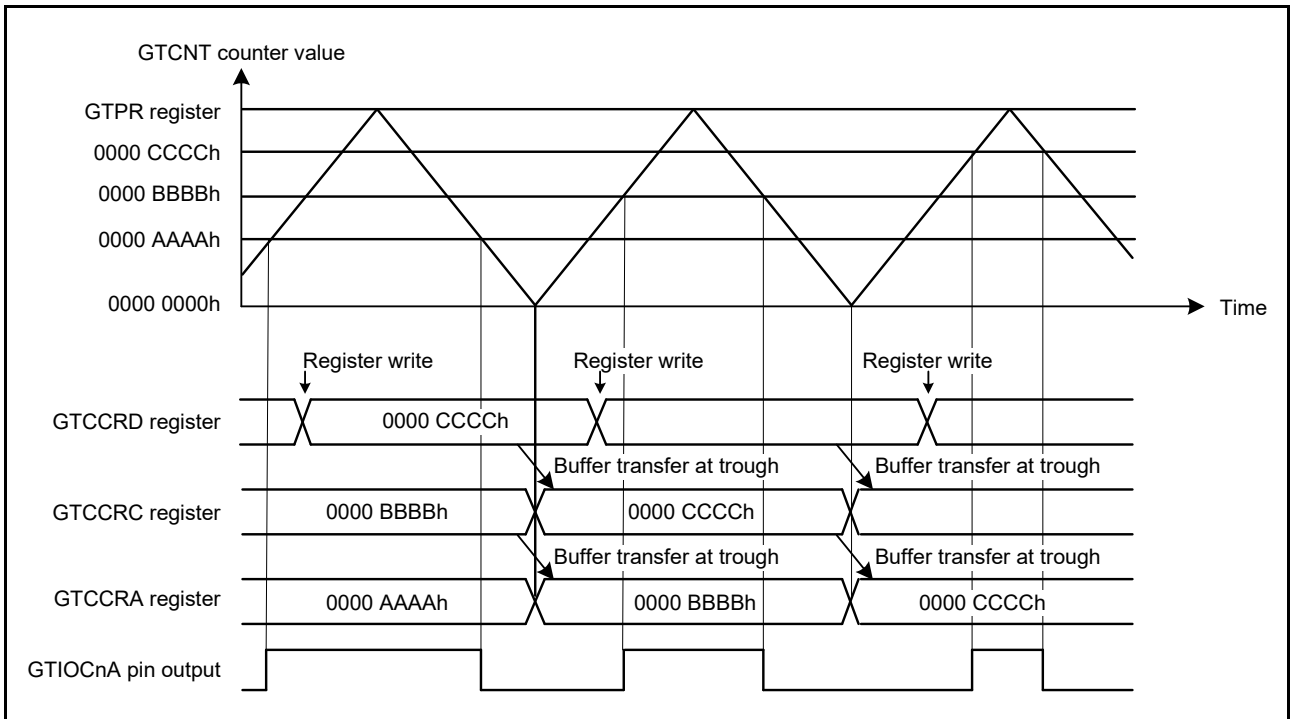 GTCNT counter value
GTPR register
0000 CCCCh
0000 BBBBh
0000 AAAAh
0000 0000h
Time
Register write
Register write
Register write
GTCCRD register
0000 CCCCh
Buffer transfer at trough
Buffer transfer at trough
GTCCRC register
0000 BBBBh
0000 CCCCh
Buffer transfer at trough
Buffer transfer at trough
GTCCRA register
0000 AAAAh
0000 BBBBh
0000 CCCCh
GTIOCnA pin output